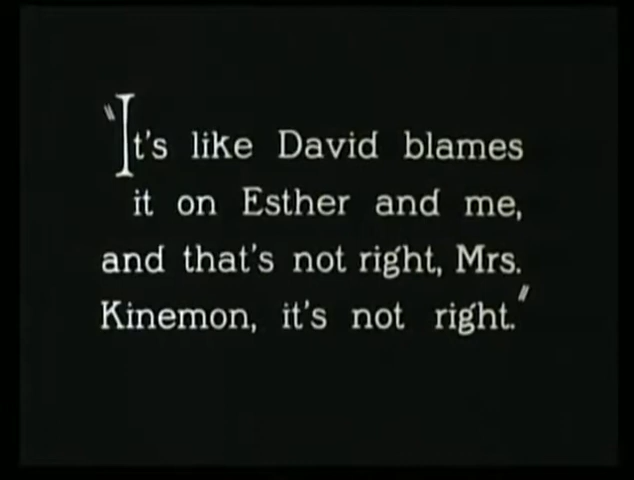 "It's like David blames
it on Esther and me,
and that's not right, Mrs.
Kinemon, it's not right."